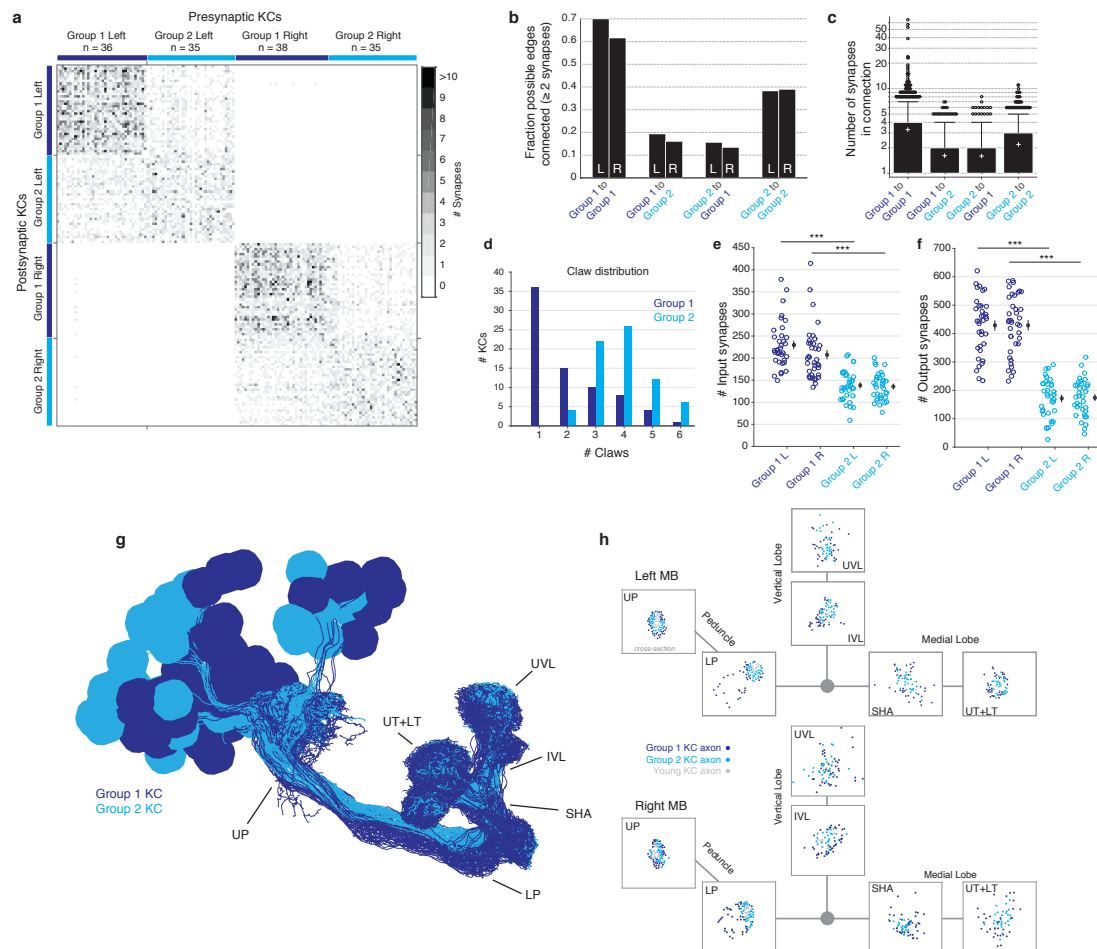 a
Presynaptic KCs
Group 1 Left
n = 36
Group 2 Left
n = 35
Group 1 Right
n = 38
Group 2 Right
n = 35
Postsynaptic KCs
Group 1 Left
Group 2 Left
Group 1 Right
Group 2 Right
>10
9
8
7
6
5
4
3
2
1
0
# Synapses
b
Fraction possible edges
connected (≥ 2 synapses)
0.7
0.6
0.5
0.4
0.3
0.2
0.1
0
L R
L R
L R
L R
Group 1 to
Group 1
Group 1 to
Group 2
Group 2 to
Group 1
Group 2 to
Group 2
c
Number of synapses
in connection
50
30
20
10
5
4
3
2
1
Group 1 to
Group 1
Group 1 to
Group 2
Group 2 to
Group 1
Group 2 to
Group 2
d
Claw distribution
Group 1
Group 2
# KCs
40
35
30
25
20
15
10
5
0
1 2 3 4 5 6
# Claws
e
***
***
# Input synapses
450
400
350
300
250
200
150
100
50
0
Group 1 L
Group 1 R
Group 2 L
Group 2 R
f
***
***
# Output synapses
700
600
500
400
300
200
100
0
Group 1 L
Group 1 R
Group 2 L
Group 2 R
g
UVL
UT+LT
IVL
SHA
UP
LP
Group 1 KC
Group 2 KC
h
Left MB
UP
cross-section
Peduncle
LP
Vertical Lobe
UVL
IVL
Medial Lobe
SHA
UT+LT
Group 1 KC axon
Group 2 KC axon
Young KC axon
Right MB
UP
Peduncle
LP
Vertical Lobe
UVL
IVL
Medial Lobe
SHA
UT+LT